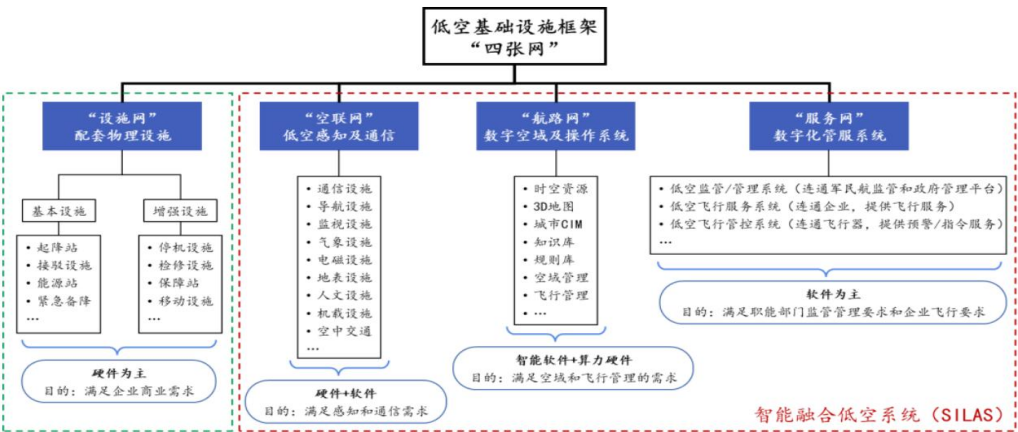 低空基础设施框架
“四张网”
“设施网”
配套物理设施
基本设施
• 起降站
• 接驳设施
• 能源站
• 紧急备降
...
增强设施
• 停机设施
• 检修设施
• 保障站
• 移动设施
...
硬件为主
目的：满足企业商业需求
“空联网”
低空感知及通信
• 通信设施
• 导航设施
• 监视设施
• 气象设施
• 电磁设施
• 地表设施
• 人文设施
• 机载设施
• 空中交通
...
硬件+软件
目的：满足感知和通信需求
“航路网”
数字空域及操作系统
• 时空资源
• 3D地图
• 城市CIM
• 知识库
• 规则库
• 空域管理
• 飞行管理
• ...
智能软件+算力硬件
目的：满足空域和飞行管理的需求
“服务网”
数字化管服系统
• 低空监管/管理系统（连通军民航监管和政府管理平台）
• 低空飞行服务系统（连通企业，提供飞行服务）
• 低空飞行管控系统（连通飞行器，提供预警/指令服务）
...
软件为主
目的：满足职能部门监管管理要求和企业飞行要求
智能融合低空系统（SILAS）